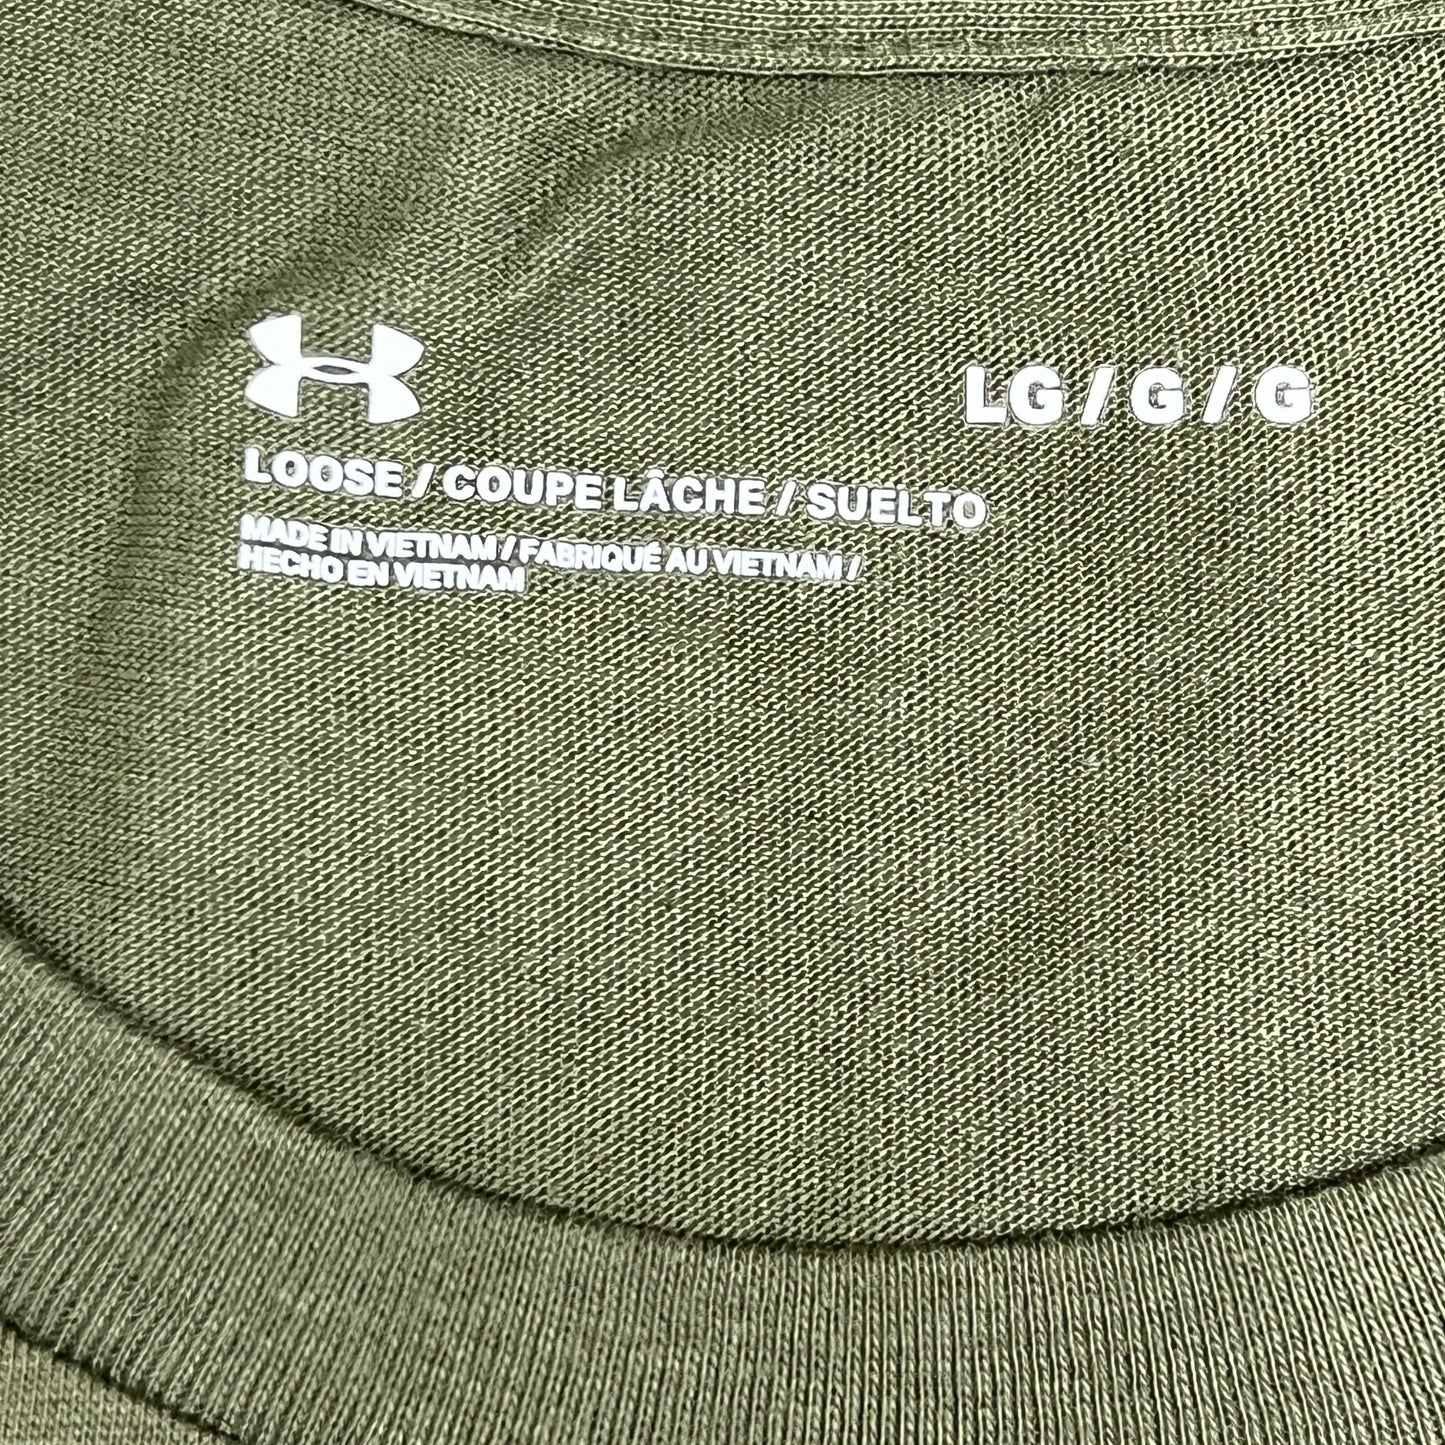 LG / G / G
LOOSE / COUPE LÂCHE / SUELTO
MADE IN VIETNAM / FABRIQUÉ AU VIETNAM /
HECHO EN VIETNAM